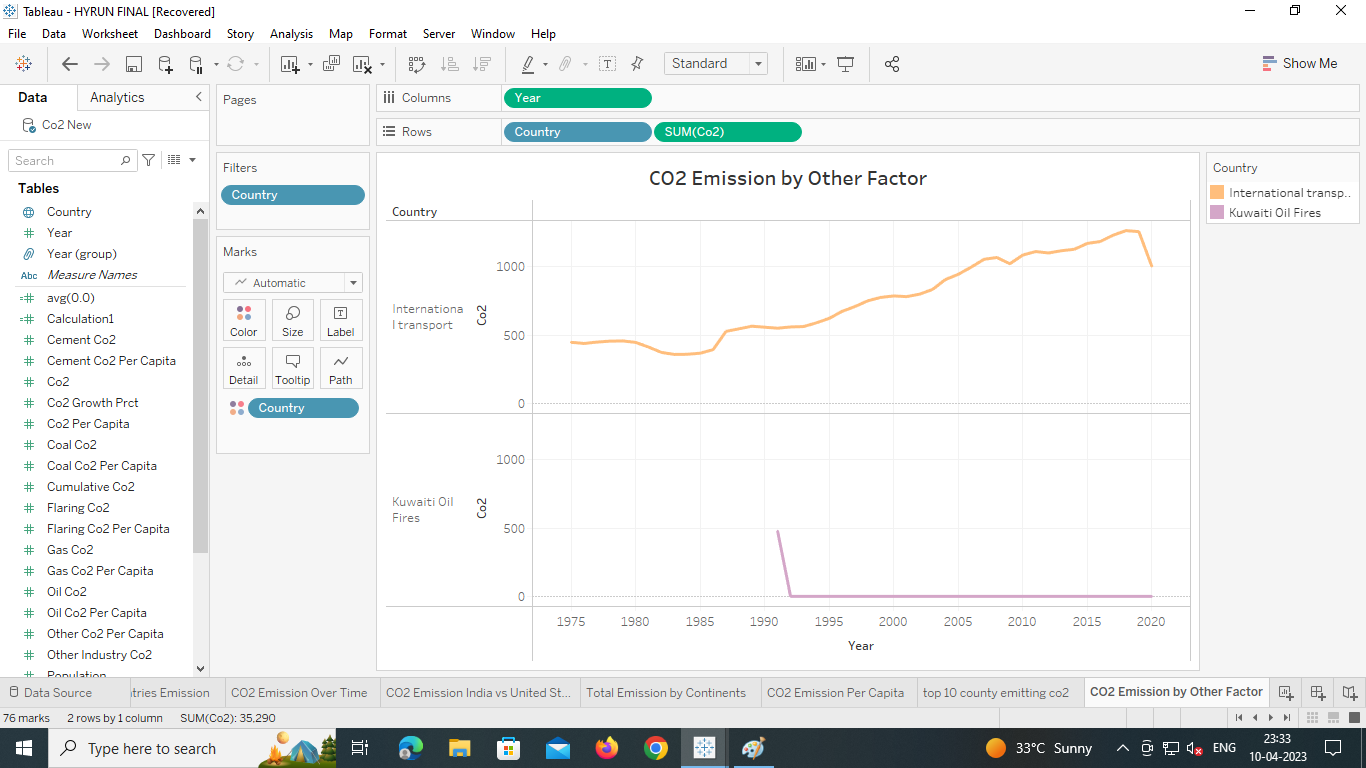 Tableau - HYRUN FINAL [Recovered]
File Data Worksheet Dashboard Story Analysis Map Format Server Window Help
Standard
Show Me
Data Analytics
Co2 New
Search
Tables
Country
Year
Year (group)
Abc Measure Names
avg(0.0)
Calculation1
Cement Co2
Cement Co2 Per Capita
Co2
Co2 Growth Prct
Co2 Per Capita
Coal Co2
Coal Co2 Per Capita
Cumulative Co2
Flaring Co2
Flaring Co2 Per Capita
Gas Co2
Gas Co2 Per Capita
Oil Co2
Oil Co2 Per Capita
Other Co2 Per Capita
Other Industry Co2
Population
Pages
Filters
Country
Marks
Automatic
Color Size Label
Detail Tooltip Path
Country
Columns Year
Rows Country SUM(Co2)
CO2 Emission by Other Factor
Country
Internationa
l transport
Co2
1000
500
0
Kuwaiti Oil
Fires
Co2
1000
500
0
1975 1980 1985 1990 1995 2000 2005 2010 2015 2020
Year
Country
International transp..
Kuwaiti Oil Fires
Data Source tries Emission CO2 Emission Over Time CO2 Emission India vs United St... Total Emission by Continents CO2 Emission Per Capita top 10 county emitting co2 CO2 Emission by Other Factor
76 marks 2 rows by 1 column SUM(Co2): 35,290
Type here to search
33°C Sunny
ENG
23:33
10-04-2023